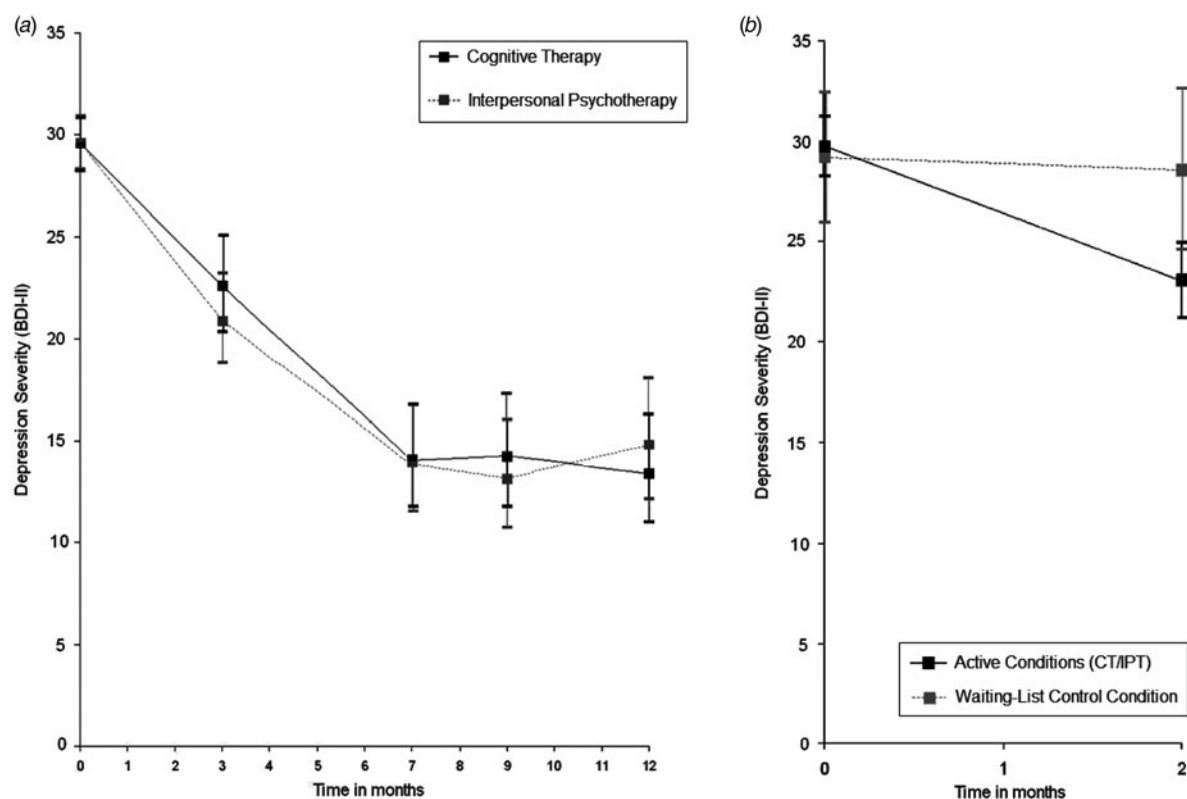 (a)
35
30
25
20
15
10
5
0
Depression Severity (BDI-II)
Cognitive Therapy
Interpersonal Psychotherapy
0 1 2 3 4 5 6 7 8 9 10 11 12
Time in months
(b)
35
30
25
20
15
10
5
0
Depression Severity (BDI-II)
Active Conditions (CT/IPT)
Waiting-List Control Condition
0 1 2
Time in months